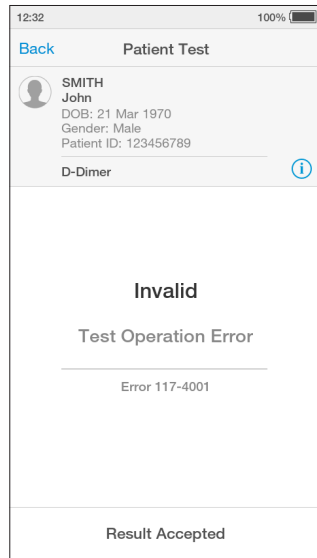 12:32 100%
Back Patient Test
SMITH
John
DOB: 21 Mar 1970
Gender: Male
Patient ID: 123456789
D-Dimer i
Invalid
Test Operation Error
Error 117-4001
Result Accepted